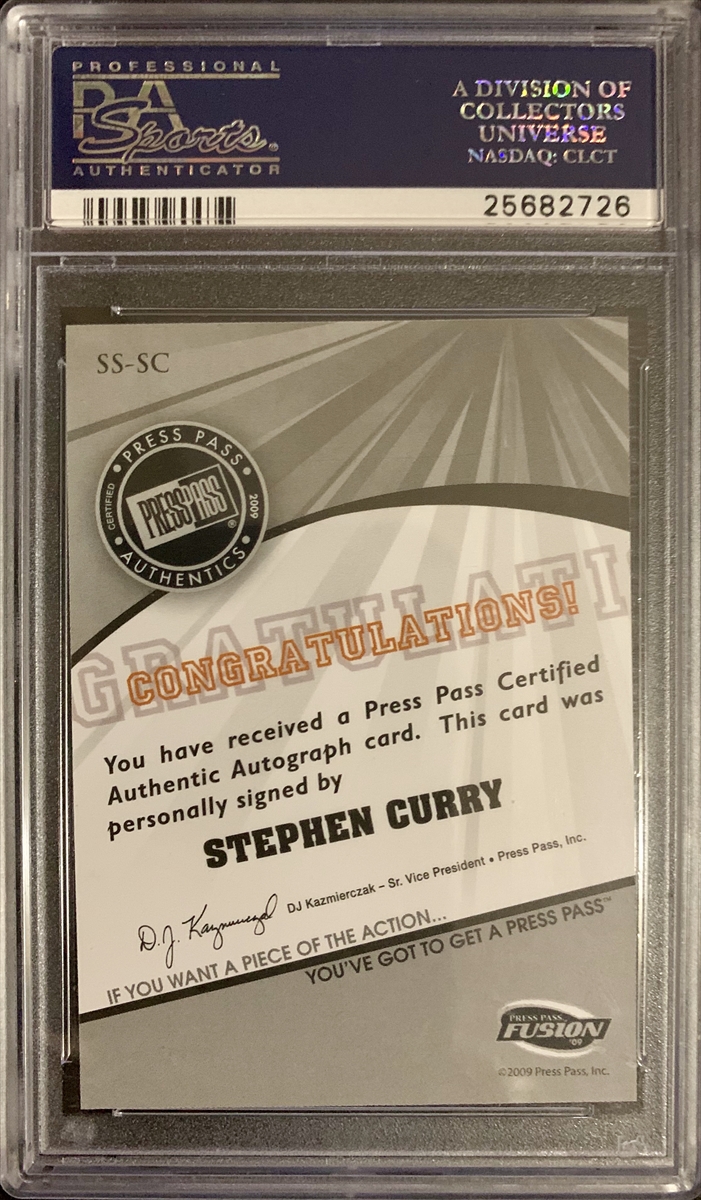 PROFESSIONAL
PSA
Sports®
AUTHENTICATOR
A DIVISION OF
COLLECTORS
UNIVERSE
NASDAQ: CLCT
25682726
SS-SC
PRESS PASS
CERTIFIED
PRESS PASS®
2009
AUTHENTICS
GRATULATI
CONGRATULATIONS!
You have received a Press Pass Certified
Authentic Autograph card. This card was
personally signed by
STEPHEN CURRY
D.J. Kazmierczak
DJ Kazmierczak – Sr. Vice President • Press Pass, Inc.
IF YOU WANT A PIECE OF THE ACTION...
YOU'VE GOT TO GET A PRESS PASS™
PRESS PASS
FUSION
'09
©2009 Press Pass, Inc.